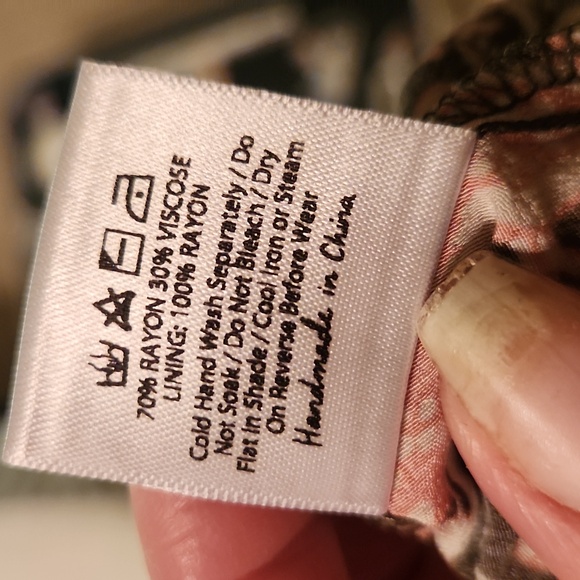 70% RAYON 30% VISCOSE
LINING: 100% RAYON
Cold Hand Wash Separately / Do
Not Soak / Do Not Bleach / Dry
Flat In Shade / Cool Iron or Steam
On Reverse Before Wear
Handmade in China